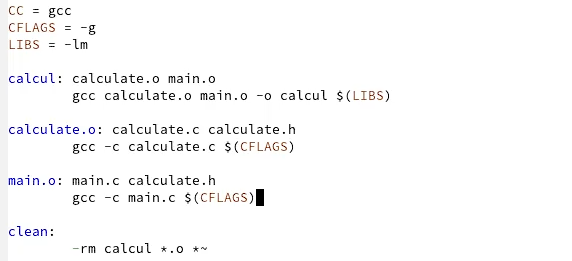 CC = gcc
CFLAGS = -g
LIBS = -lm
calcul: calculate.o main.o
gcc calculate.o main.o -o calcul $(LIBS)
calculate.o: calculate.c calculate.h
gcc -c calculate.c $(CFLAGS)
main.o: main.c calculate.h
gcc -c main.c $(CFLAGS)
clean:
-rm calcul *.o *~